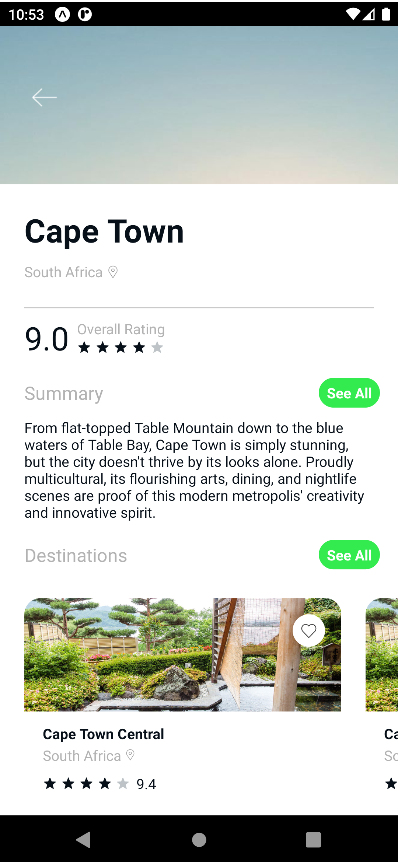 10:53
Cape Town
South Africa
9.0
Overall Rating
Summary
See All
From flat-topped Table Mountain down to the blue
waters of Table Bay, Cape Town is simply stunning,
but the city doesn't thrive by its looks alone. Proudly
multicultural, its flourishing arts, dining, and nightlife
scenes are proof of this modern metropolis' creativity
and innovative spirit.
Destinations
See All
Cape Town Central
South Africa
9.4